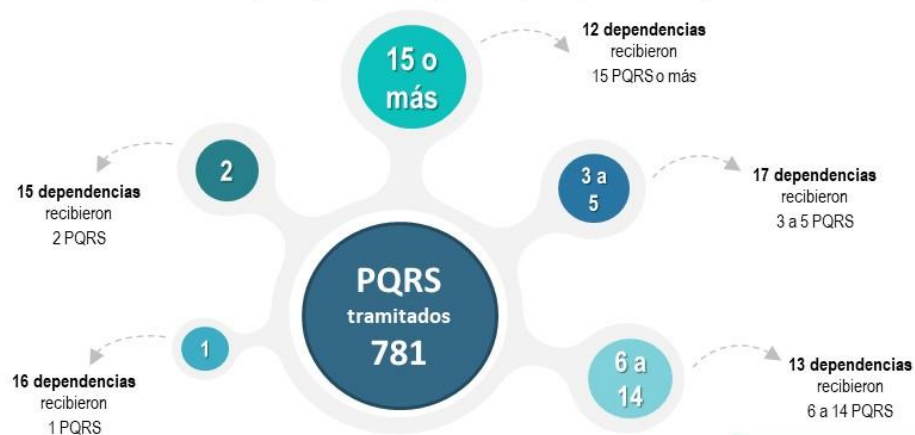 15 o
más
12 dependencias
recibieron
15 PQRS o más
2
15 dependencias
recibieron
2 PQRS
3 a
5
17 dependencias
recibieron
3 a 5 PQRS
PQRS
tramitados
781
1
16 dependencias
recibieron
1 PQRS
6 a
14
13 dependencias
recibieron
6 a 14 PQRS